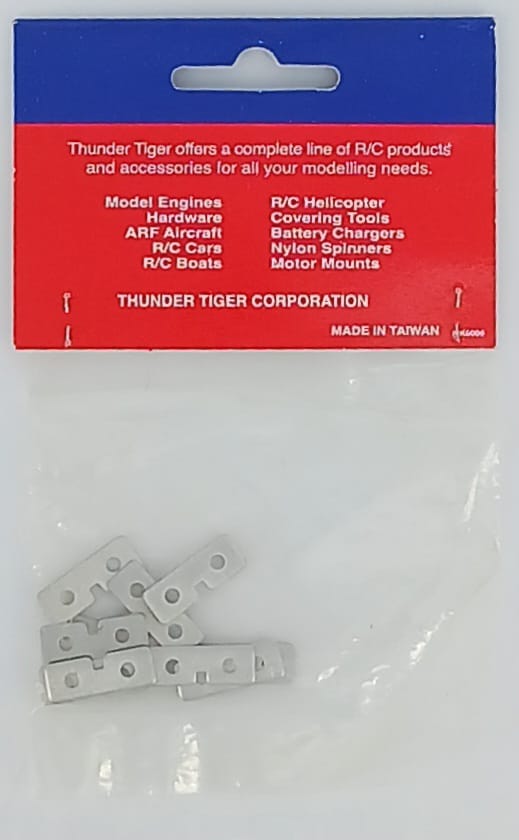 Thunder Tiger offers a complete line of R/C products
and accessories for all your modelling needs.
Model Engines
Hardware
ARF Aircraft
R/C Cars
R/C Boats
R/C Helicopter
Covering Tools
Battery Chargers
Nylon Spinners
Motor Mounts
THUNDER TIGER CORPORATION
MADE IN TAIWAN